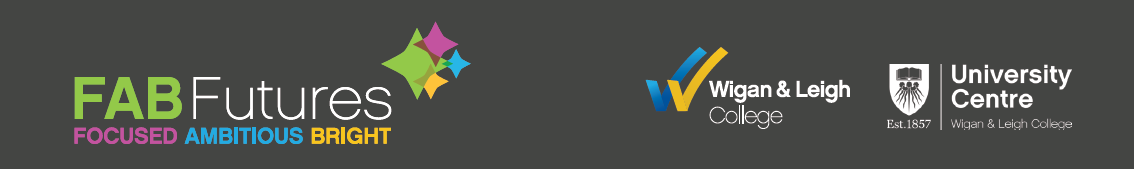 FAB Futures
FOCUSED AMBITIOUS BRIGHT
Wigan & Leigh
College
Est.1857
University
Centre
Wigan & Leigh College